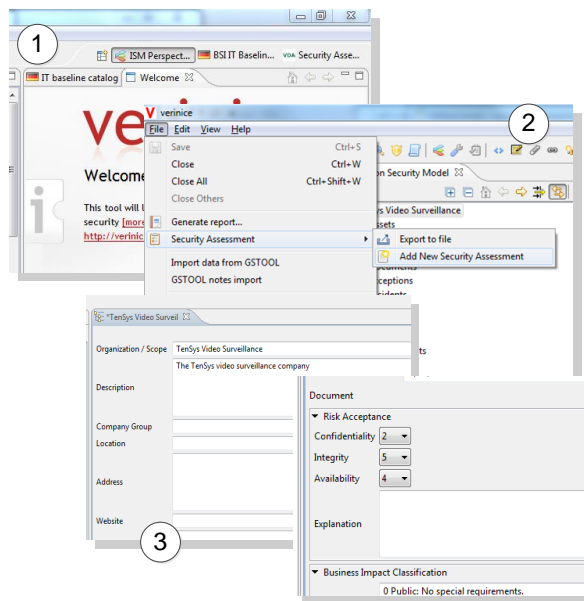 1
ISM Perspect... BSI IT Baselin... VDA Security Asse...
IT baseline catalog Welcome
ve
Welcome
This tool will l
security [more
http://verinic
2
verinice
File Edit View Help
Save Ctrl+S
Close Ctrl+W
Close All Ctrl+Shift+W
Close Others
Generate report...
Security Assessment
Import data from GSTOOL
GSTOOL notes import
on Security Model
ys Video Surveillance
ssets
Export to file
Add New Security Assessment
ocuments
ceptions
cidents
ts
*TenSys Video Surveil
Organization / Scope TenSys Video Surveillance
Description The TenSys video surveillance company
Company Group
Location
Address
Website
3
Document
Risk Acceptance
Confidentiality 2
Integrity 5
Availability 4
Explanation
Business Impact Classification
0 Public: No special requirements.